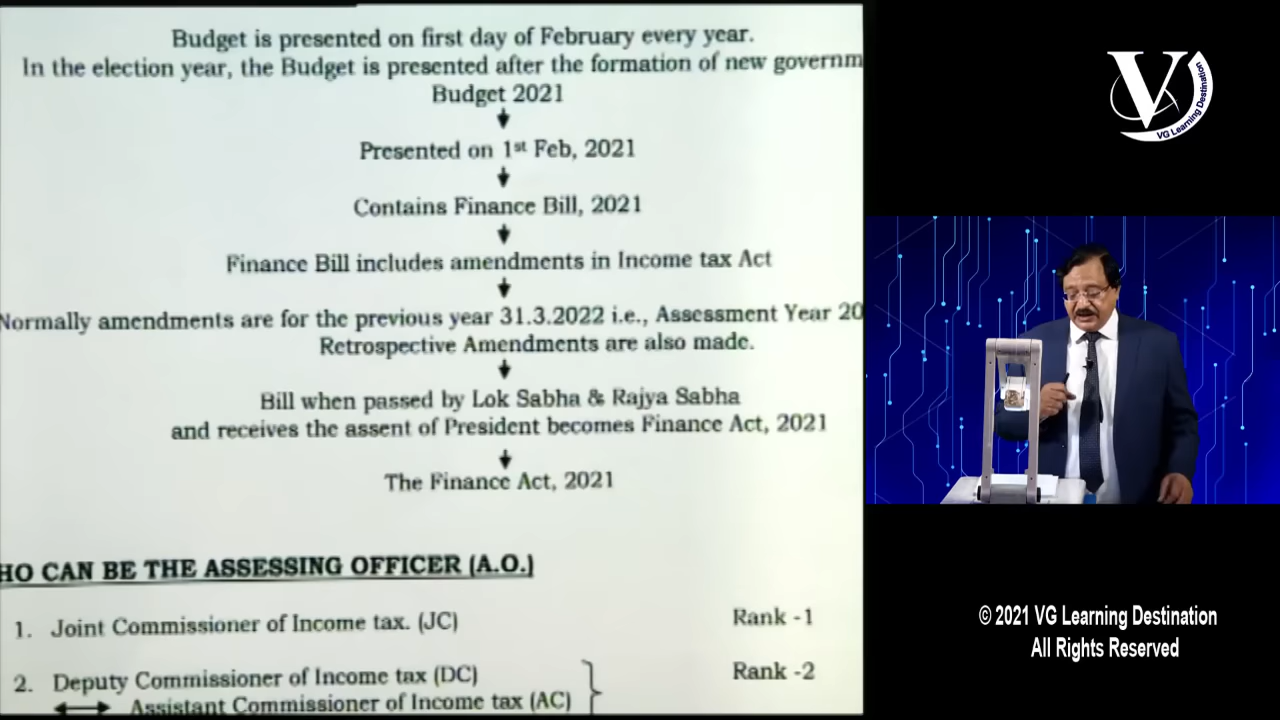 Budget is presented on first day of February every year.
In the election year, the Budget is presented after the formation of new governm
Budget 2021
Presented on 1st Feb, 2021
Contains Finance Bill, 2021
Finance Bill includes amendments in Income tax Act
Normally amendments are for the previous year 31.3.2022 i.e., Assessment Year 20
Retrospective Amendments are also made.
Bill when passed by Lok Sabha & Rajya Sabha
and receives the assent of President becomes Finance Act, 2021
The Finance Act, 2021
HO CAN BE THE ASSESSING OFFICER (A.O.)
1. Joint Commissioner of Income tax. (JC) Rank -1
2. Deputy Commissioner of Income tax (DC) Rank -2
Assistant Commissioner of Income tax (AC)
V
VG Learning Destination
© 2021 VG Learning Destination
All Rights Reserved